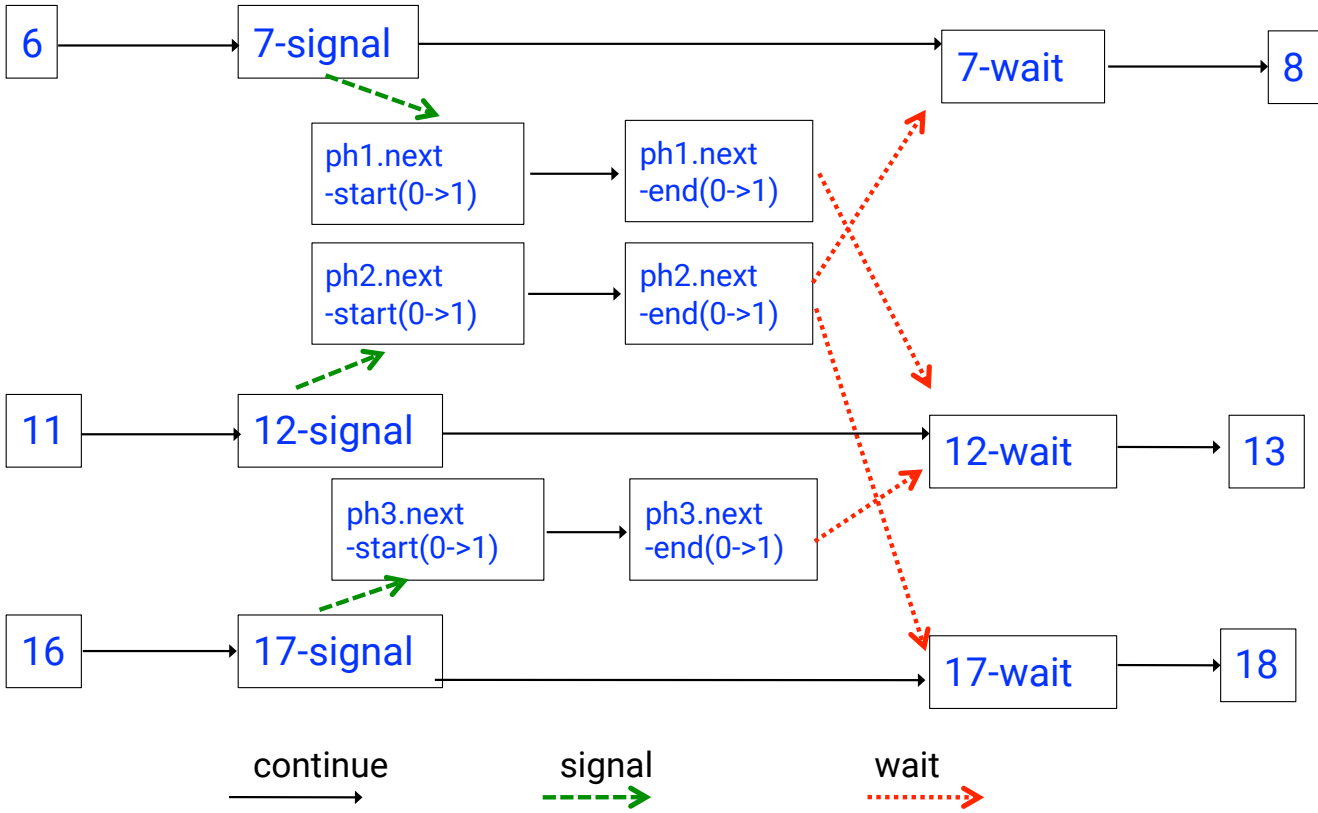 6
7-signal
7-wait
8
ph1.next
-start(0->1)
ph1.next
-end(0->1)
ph2.next
-start(0->1)
ph2.next
-end(0->1)
11
12-signal
12-wait
13
ph3.next
-start(0->1)
ph3.next
-end(0->1)
16
17-signal
17-wait
18
continue
signal
wait